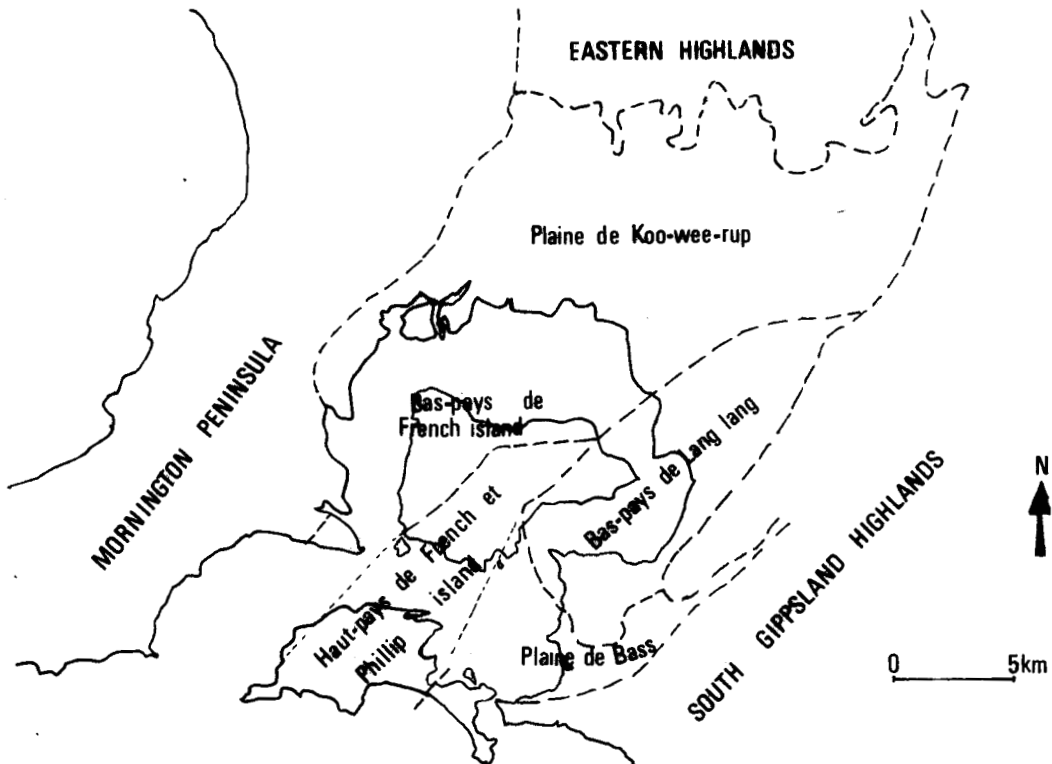 EASTERN HIGHLANDS
Plaine de Koo-wee-rup
MORNINGTON PENINSULA
Bas-pays de
French island
Bas-pays de Lang lang
Haut-pays de French et
Phillip island
Plaine de Bass
SOUTH GIPPSLAND HIGHLANDS
N
0 5km